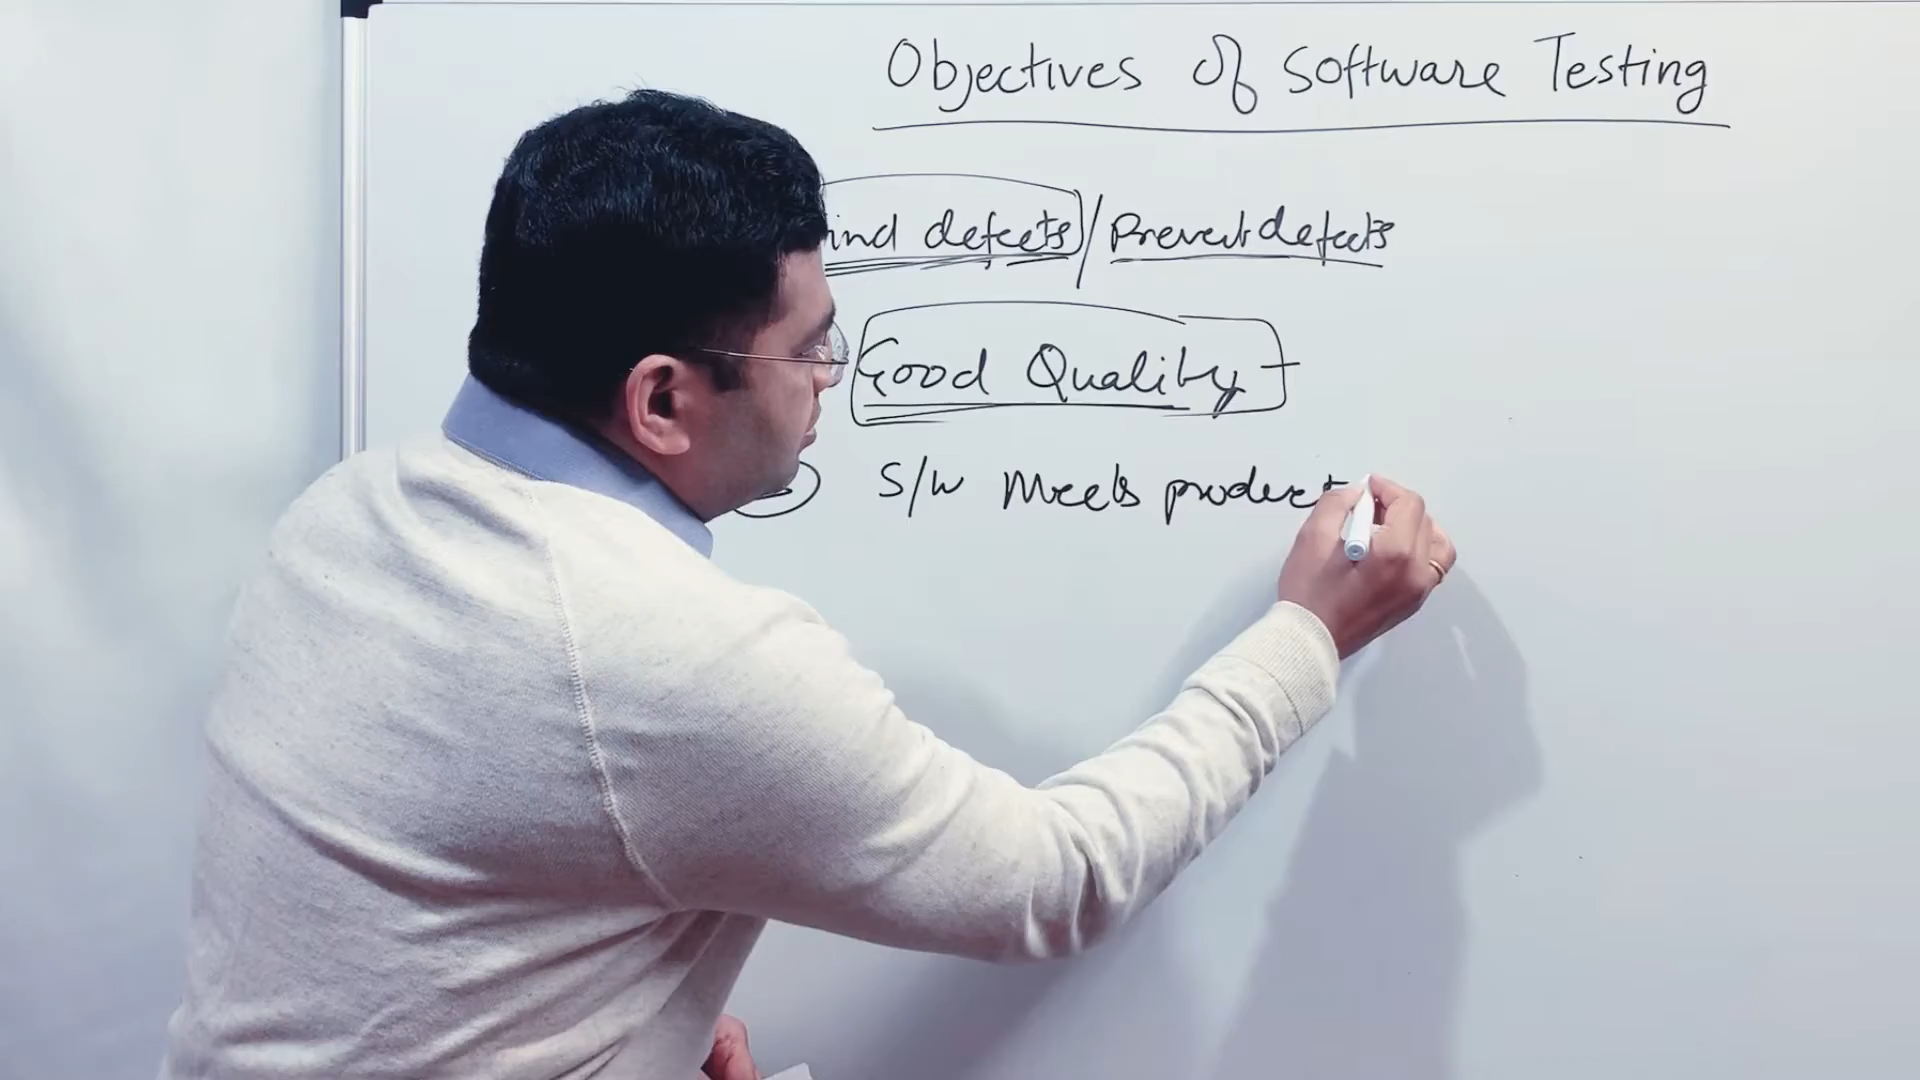 Objectives of Software Testing
ind defects / Prevent defects
Good Quality
S/W Meets product